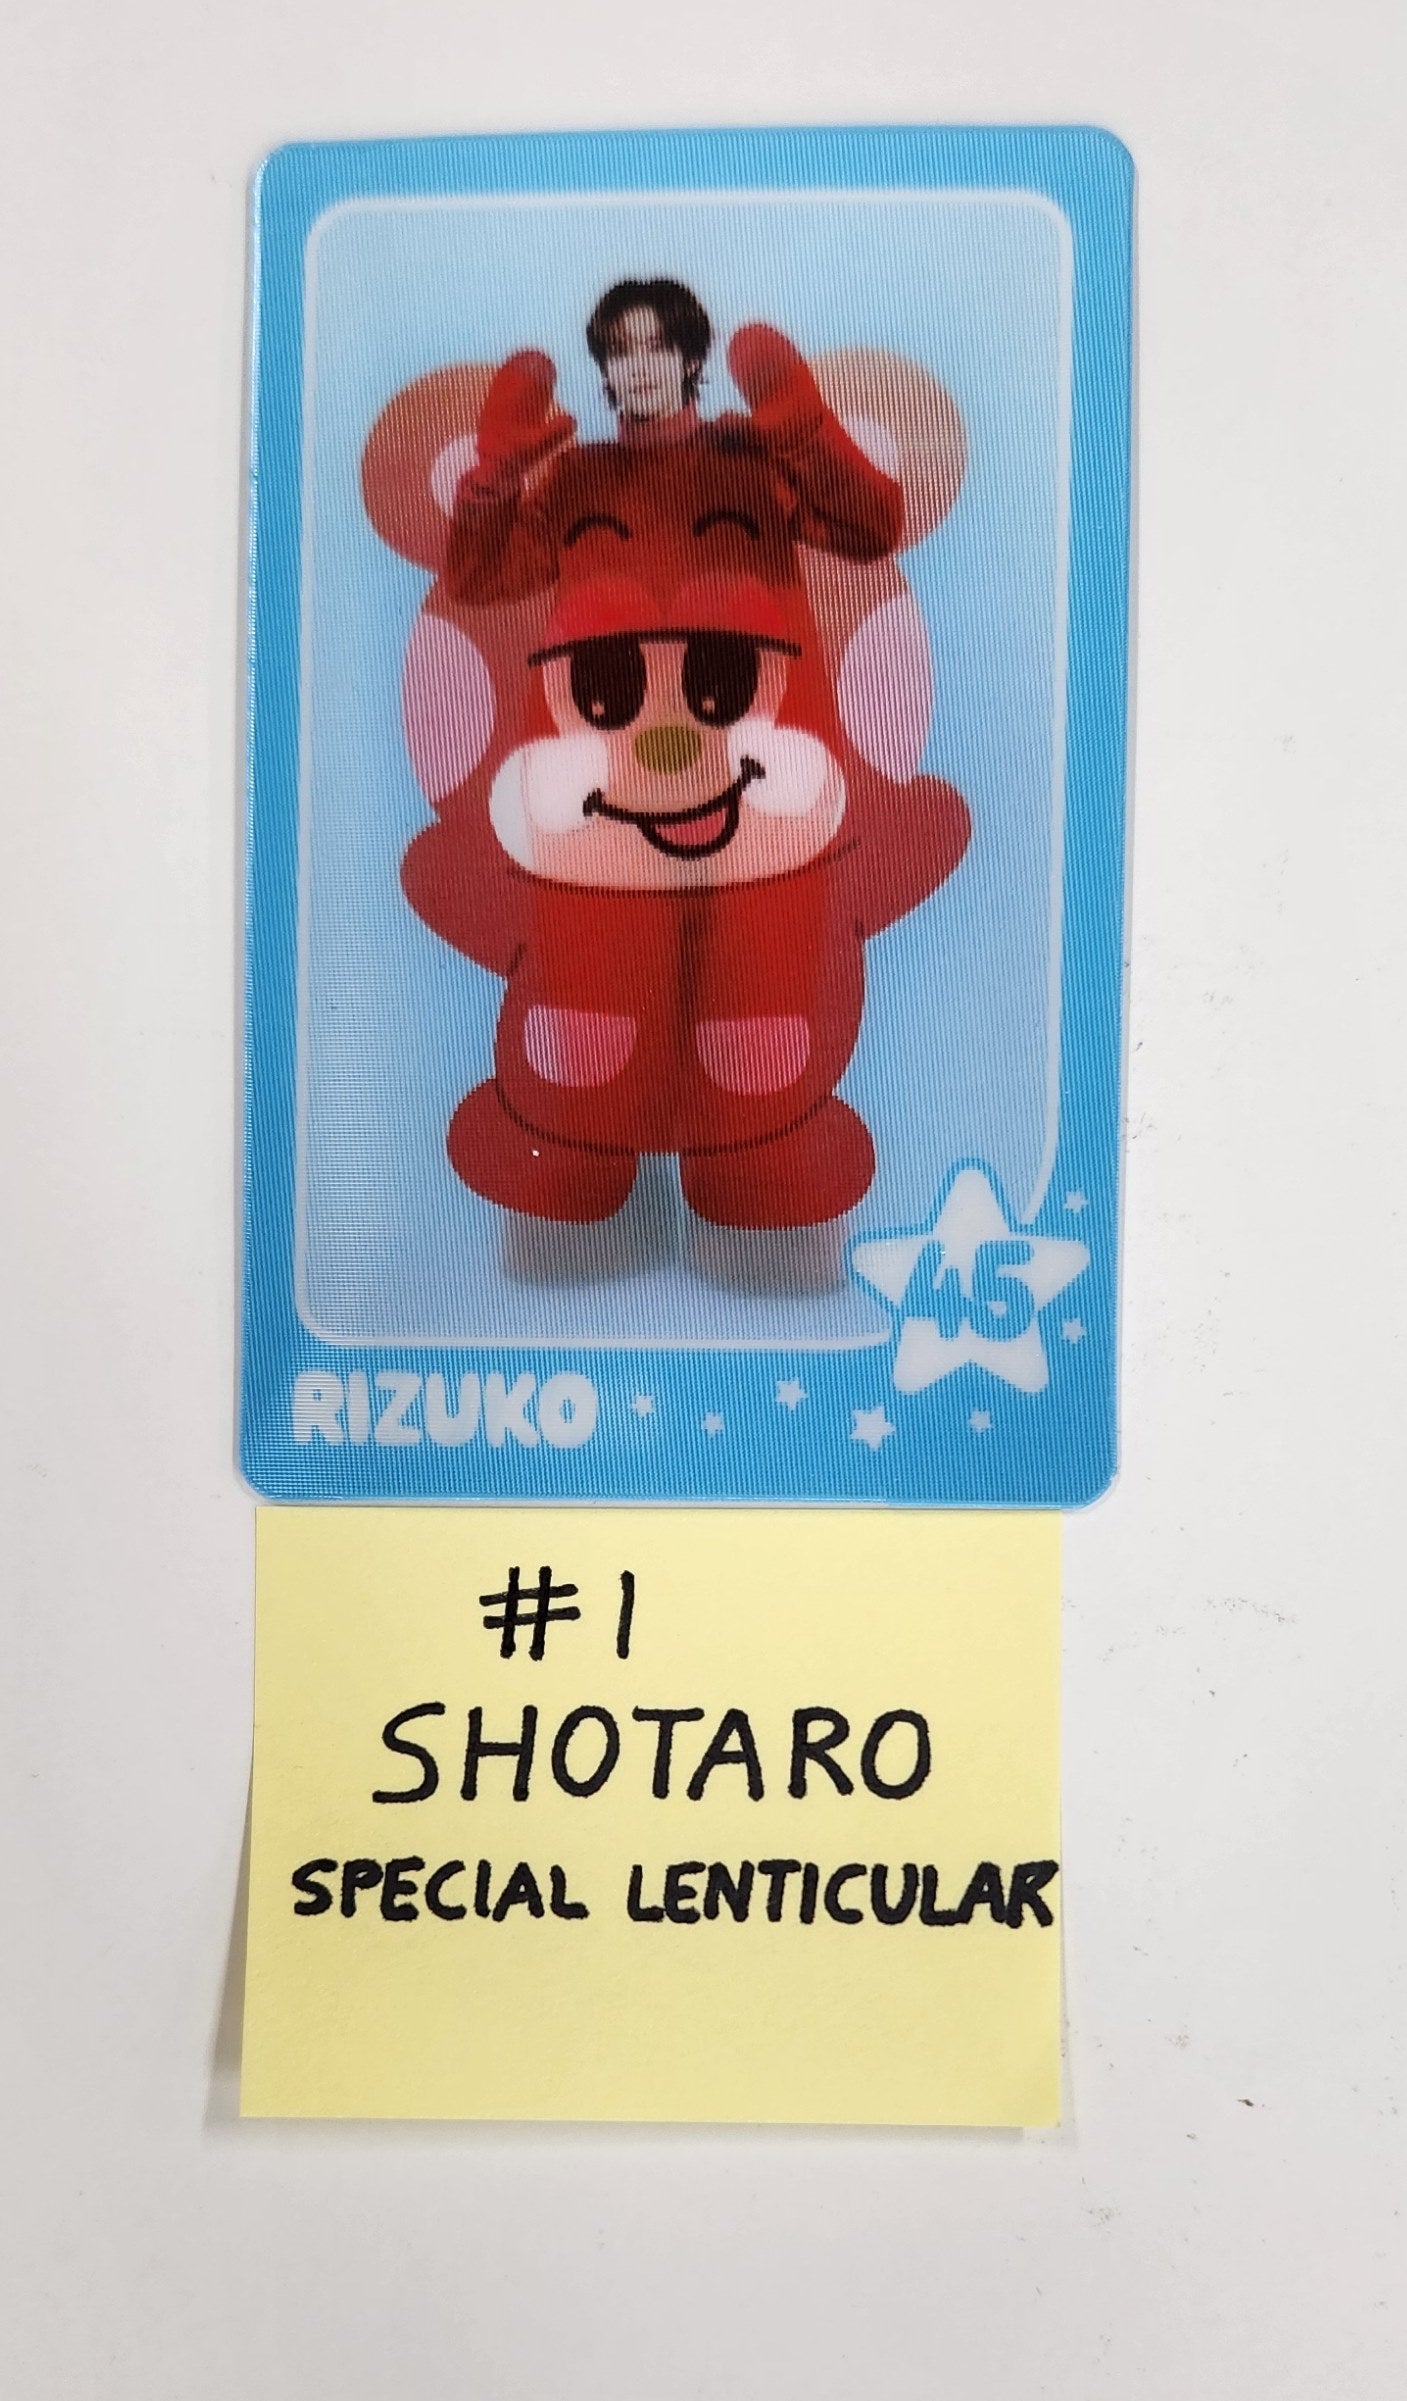 45
RIZUKO
#1
SHOTARO
SPECIAL LENTICULAR